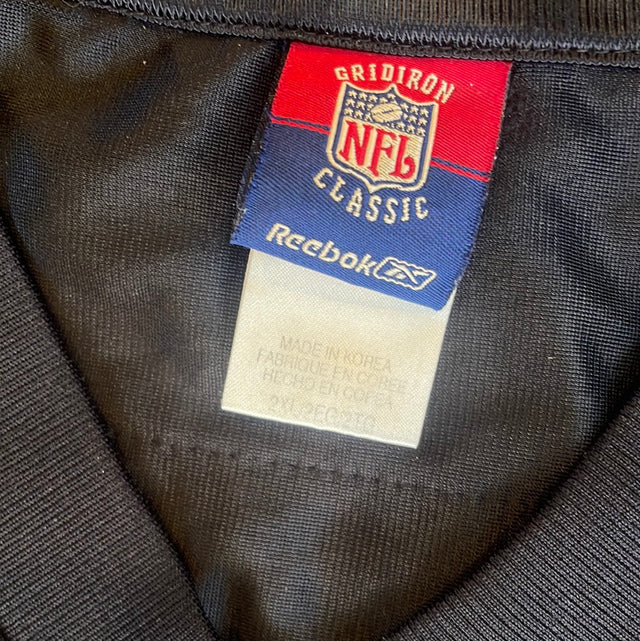 GRIDIRON
NFL
CLASSIC
Reebok
MADE IN KOREA
FABRIQUE EN COREE
HECHO EN COREA